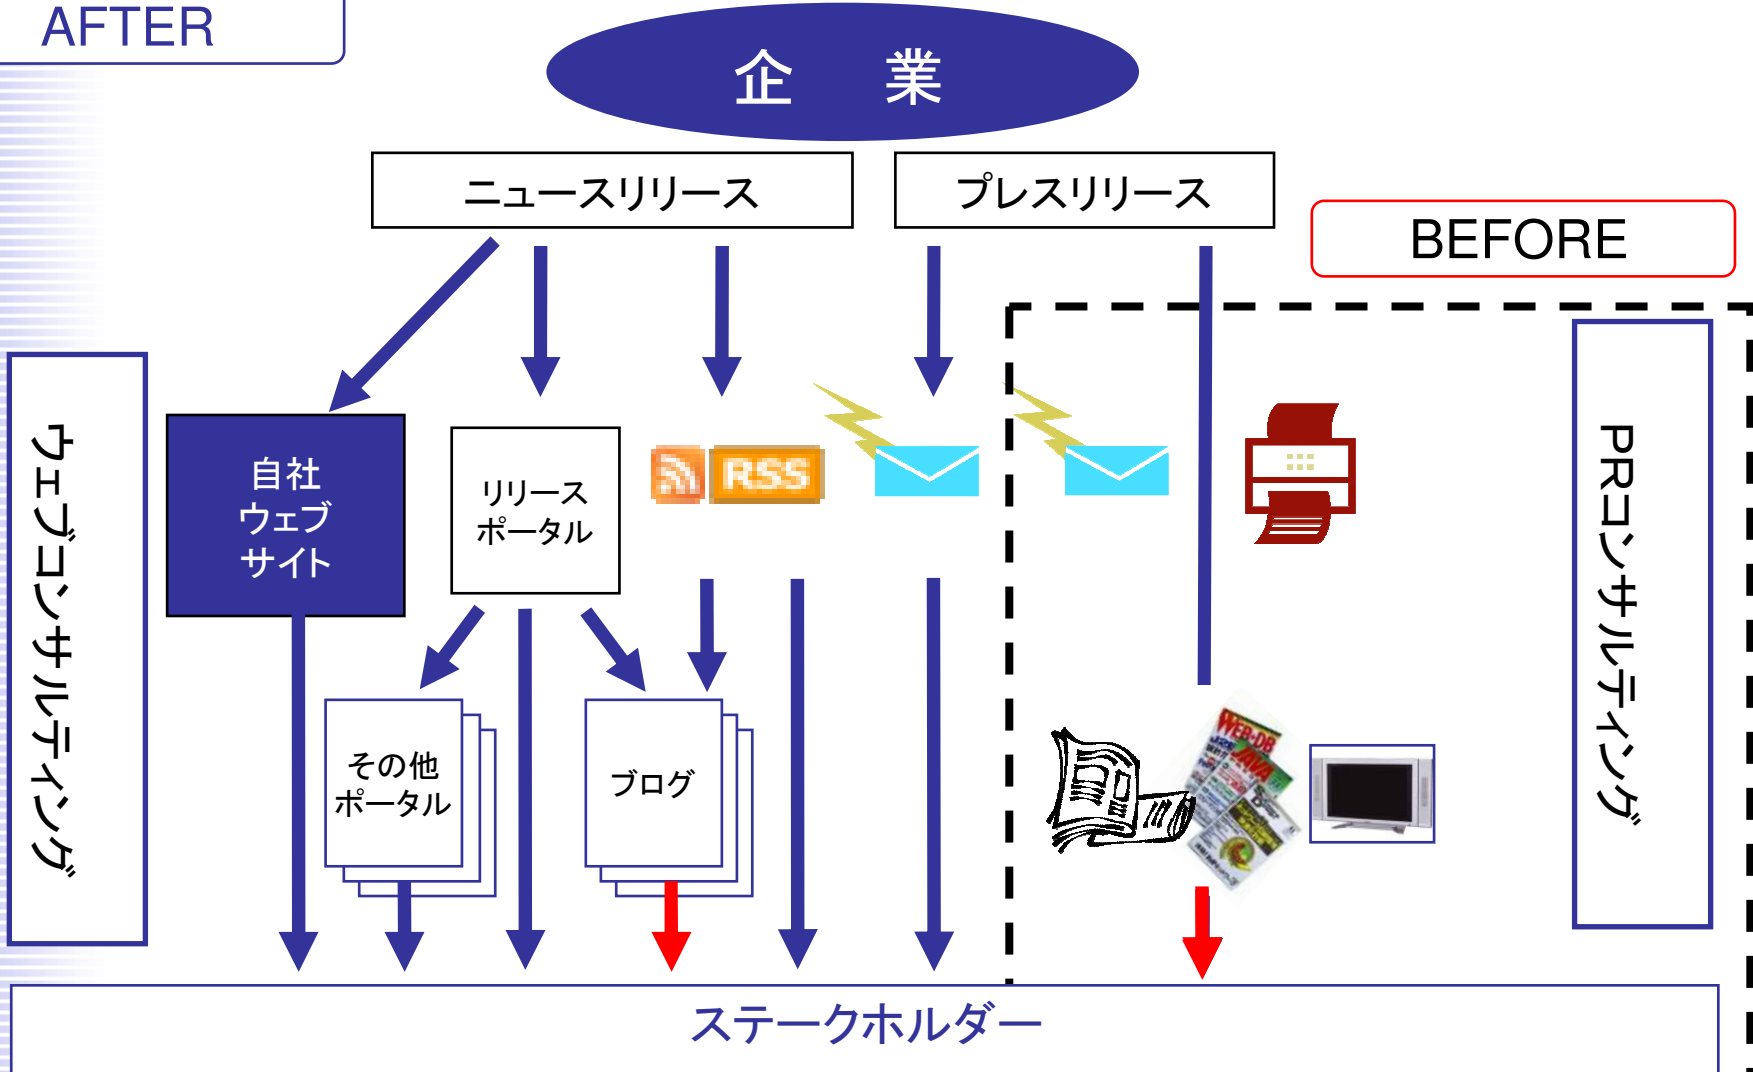 AFTER
企　業
ニュースリリース
プレスリリース
BEFORE
ウェブコンサルティング
自社
ウェブ
サイト
リリース
ポータル
RSS
PRコンサルティング
その他
ポータル
ブログ
WEB+DB
JAVA
ステークホルダー